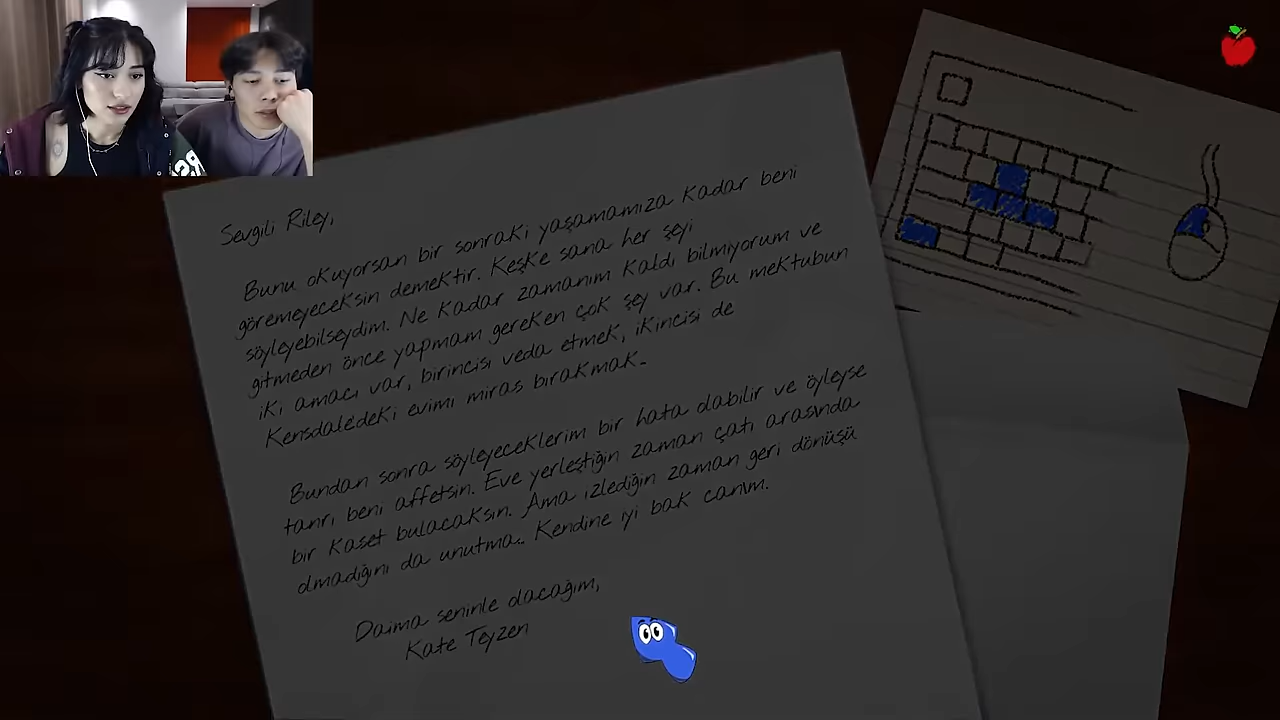 Sevgili Riley,
Bunu okuyorsan bir sonraki yaşamamıza kadar beni
göremeyeceksin demektir. Keşke sana her şeyi
söyleyebilseydim. Ne kadar zamanım kaldı bilmiyorum ve
gitmeden önce yapmam gereken çok şey var. Bu mektubun
iki amacı var, birincisi veda etmek, ikincisi de
Kensdale'deki evimi miras bırakmak.
Bundan sonra söyleyeceklerim bir hata olabilir ve öyleyse
tanrı beni affetsin. Eve yerleştiğin zaman çatı arasında
bir kaset bulacaksın. Ama izlediğin zaman geri dönüşü
olmadığını da unutma. Kendine iyi bak canım.
Daima seninle olacağım,
Kate Teyzen